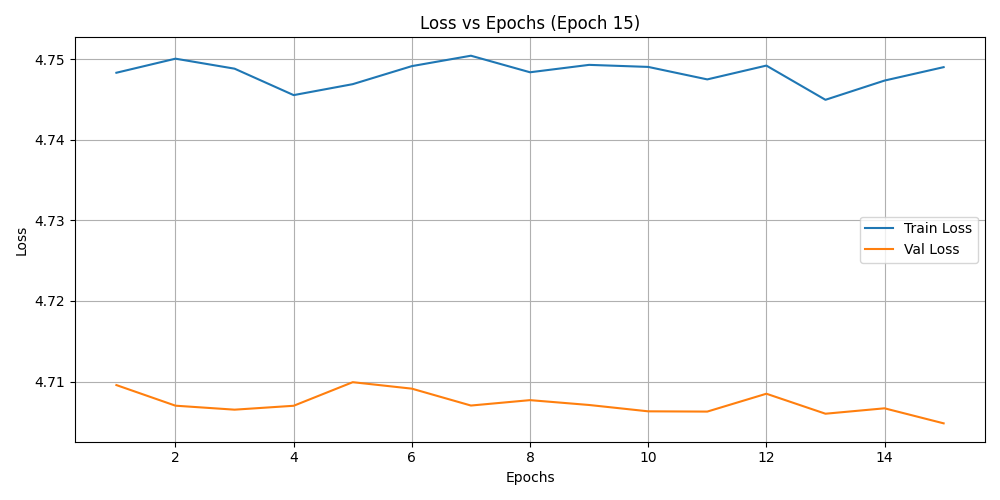 Loss vs Epochs (Epoch 15)
4.75
4.74
4.73
4.72
4.71
Loss
Train Loss
Val Loss
2 4 6 8 10 12 14
Epochs